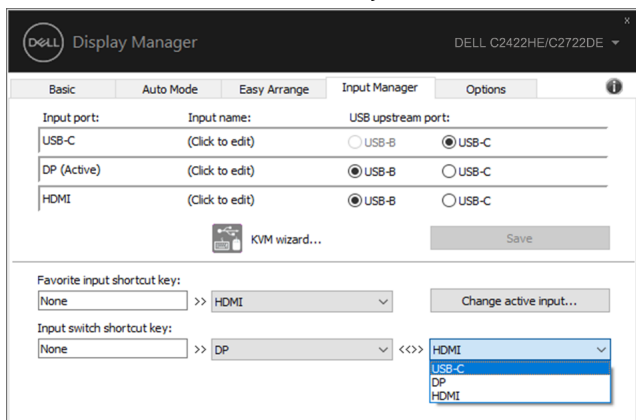 x
DELL Display Manager DELL C2422HE/C2722DE
Basic Auto Mode Easy Arrange Input Manager Options i
Input port: Input name: USB upstream port:
USB-C (Click to edit) USB-B USB-C
DP (Active) (Click to edit) USB-B USB-C
HDMI (Click to edit) USB-B USB-C
KVM wizard... Save
Favorite input shortcut key:
None >> HDMI Change active input...
Input switch shortcut key:
None >> DP <<>> HDMI
USB-C
DP
HDMI